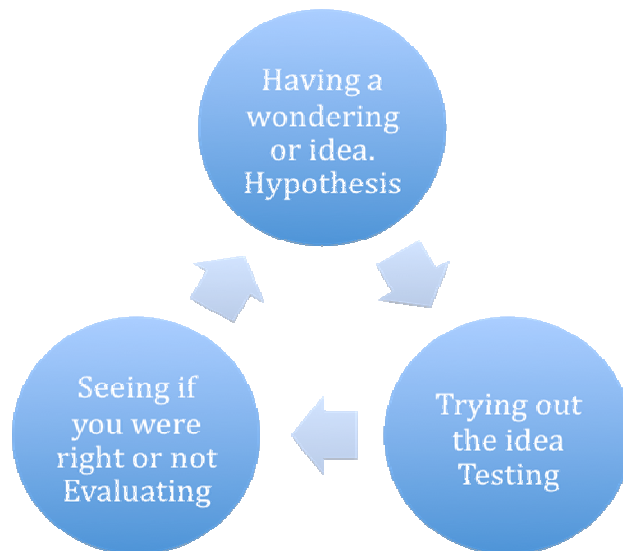 Having a
wondering
or idea.
Hypothesis
Trying out
the idea
Testing
Seeing if
you were
right or not
Evaluating